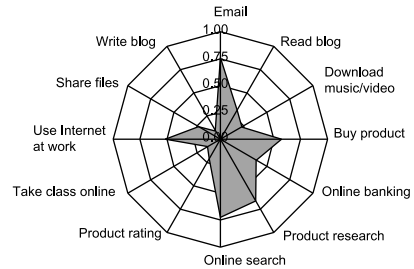 Email
1.00
Write blog
Read blog
0.75
Share files
Download
music/video
0.50
0.25
Use Internet
at work
0.00
Buy product
Take class online
Online banking
Product rating
Product research
Online search